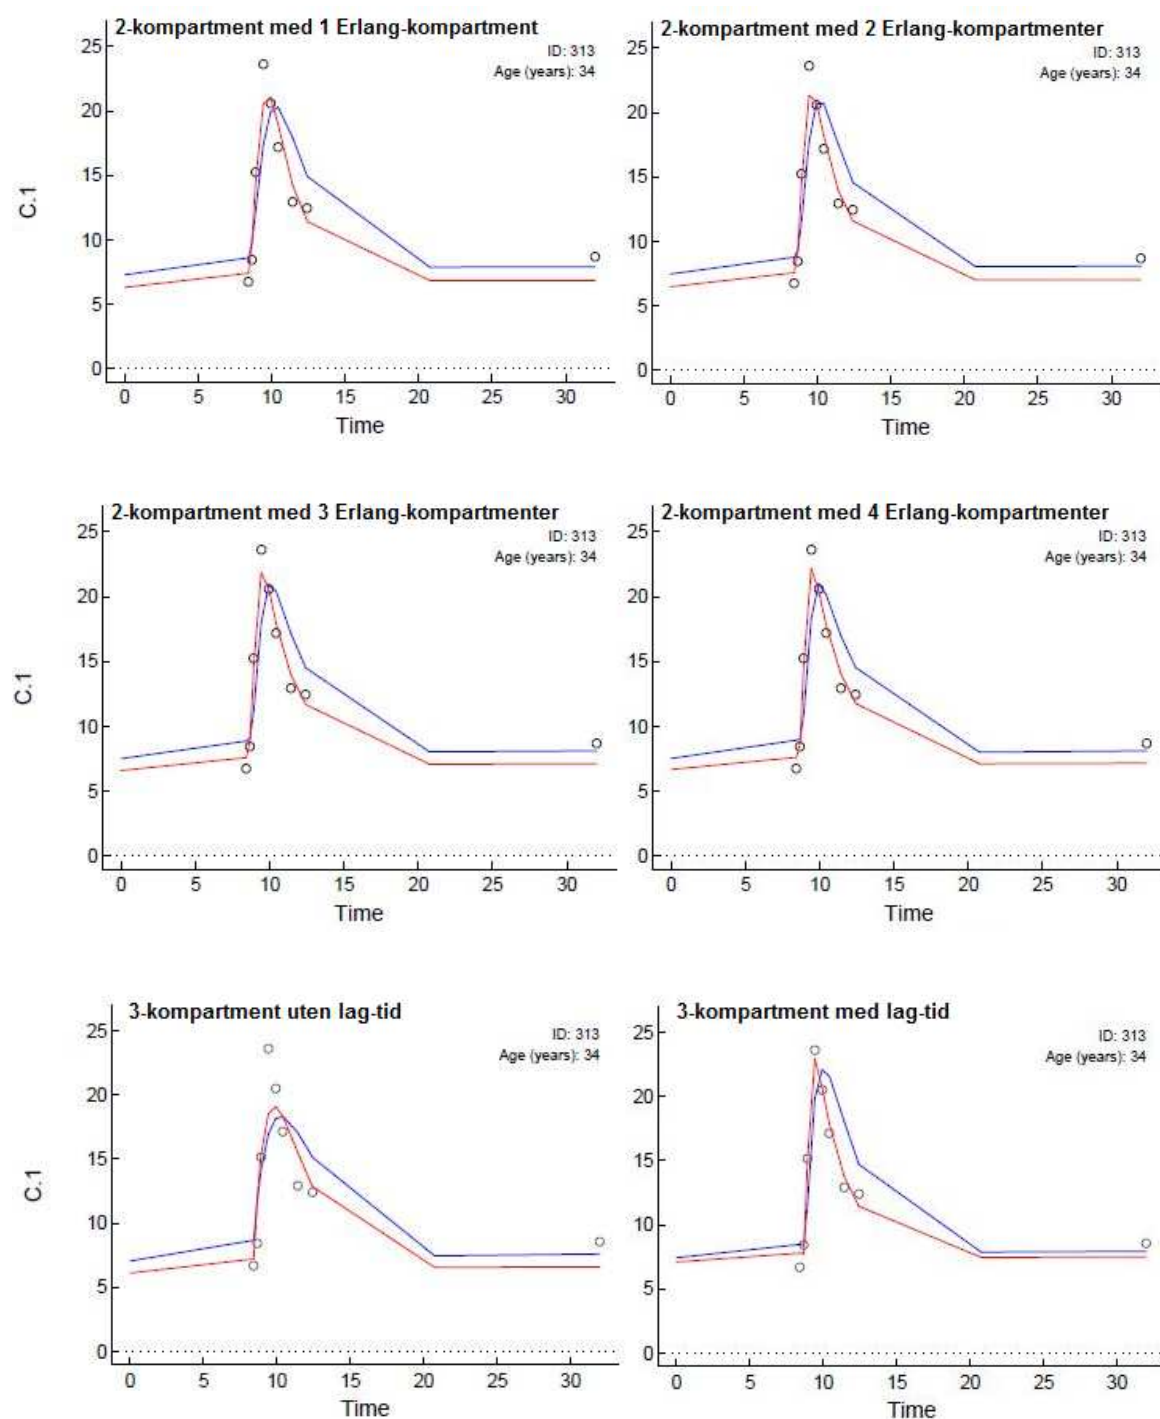 2-kompartment med 1 Erlang-kompartment
ID: 313
Age (years): 34
25
20
15
10
5
0
C.1
0 5 10 15 20 25 30
Time
2-kompartment med 2 Erlang-kompartmenter
ID: 313
Age (years): 34
25
20
15
10
5
0
0 5 10 15 20 25 30
Time
2-kompartment med 3 Erlang-kompartmenter
ID: 313
Age (years): 34
25
20
15
10
5
0
C.1
0 5 10 15 20 25 30
Time
2-kompartment med 4 Erlang-kompartmenter
ID: 313
Age (years): 34
25
20
15
10
5
0
0 5 10 15 20 25 30
Time
3-kompartment uten lag-tid
ID: 313
Age (years): 34
25
20
15
10
5
0
C.1
0 5 10 15 20 25 30
Time
3-kompartment med lag-tid
ID: 313
Age (years): 34
25
20
15
10
5
0
0 5 10 15 20 25 30
Time